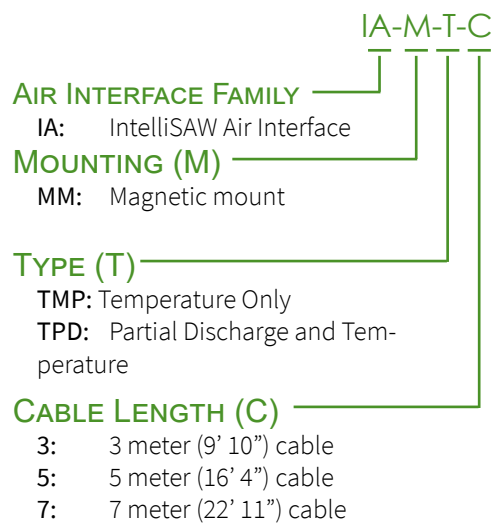 IA-M-T-C
AIR INTERFACE FAMILY
IA: IntelliSAW Air Interface
MOUNTING (M)
MM: Magnetic mount
TYPE (T)
TMP: Temperature Only
TPD: Partial Discharge and Tem-
perature
CABLE LENGTH (C)
3: 3 meter (9’ 10”) cable
5: 5 meter (16’ 4”) cable
7: 7 meter (22’ 11”) cable